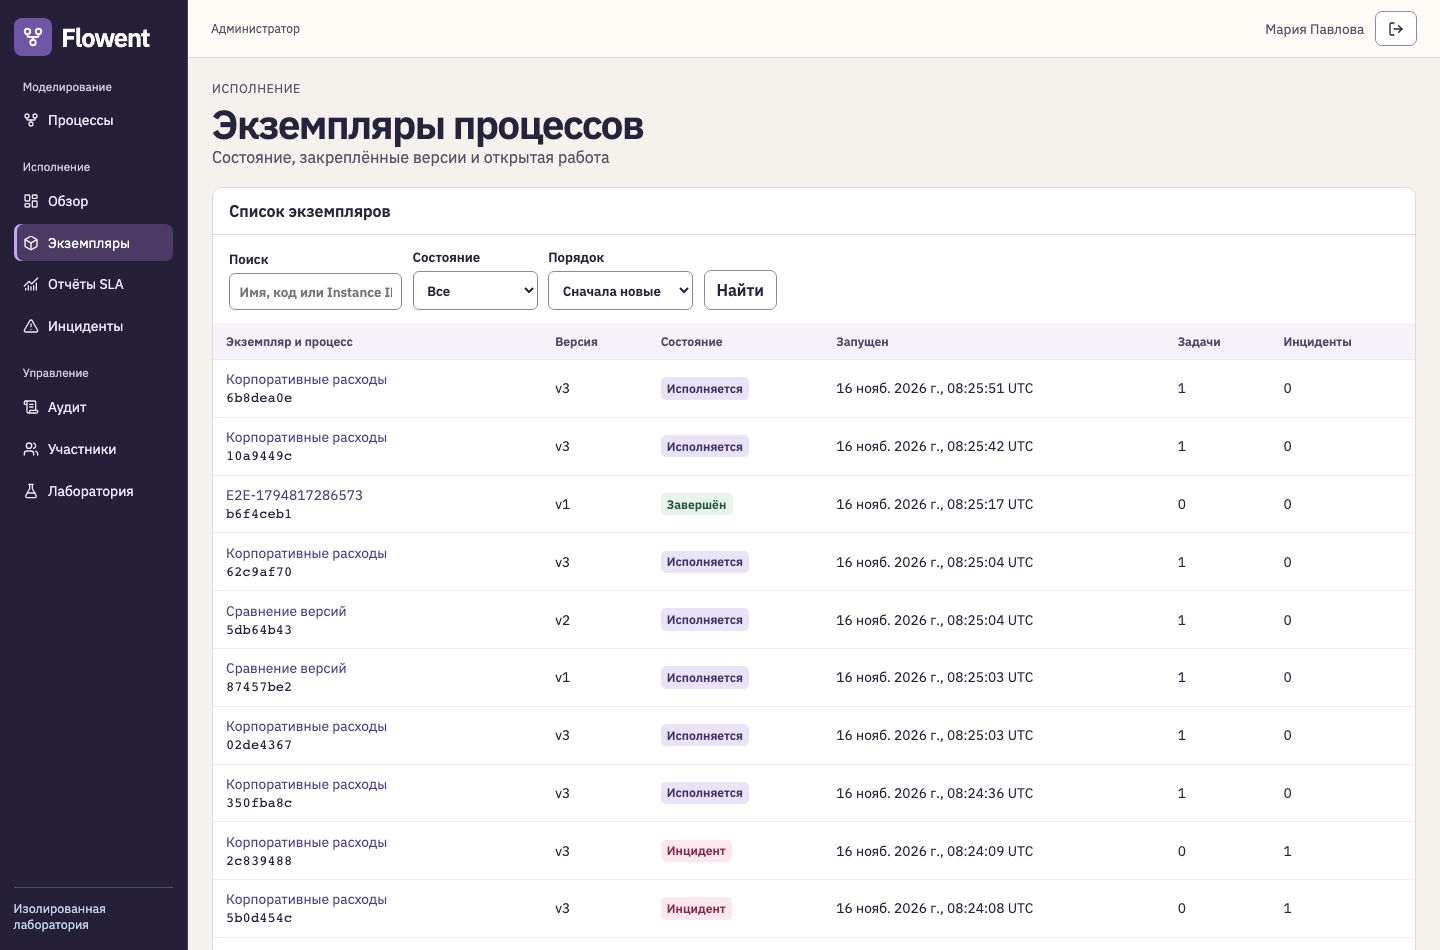 Flowent
Моделирование
Процессы
Исполнение
Обзор
Экземпляры
Отчёты SLA
Инциденты
Управление
Аудит
Участники
Лаборатория
Изолированная
лаборатория
Администратор
Мария Павлова
ИСПОЛНЕНИЕ
Экземпляры процессов
Состояние, закреплённые версии и открытая работа
Список экземпляров
Поиск Состояние Порядок
Имя, код или Instance I Все Сначала новые Найти
Экземпляр и процесс Версия Состояние Запущен Задачи Инциденты
Корпоративные расходы
6b8dea0e v3 Исполняется 16 нояб. 2026 г., 08:25:51 UTC 1 0
Корпоративные расходы
10a9449c v3 Исполняется 16 нояб. 2026 г., 08:25:42 UTC 1 0
E2E-1794817286573
b6f4ceb1 v1 Завершён 16 нояб. 2026 г., 08:25:17 UTC 0 0
Корпоративные расходы
62c9af70 v3 Исполняется 16 нояб. 2026 г., 08:25:04 UTC 1 0
Сравнение версий
5db64b43 v2 Исполняется 16 нояб. 2026 г., 08:25:04 UTC 1 0
Сравнение версий
87457be2 v1 Исполняется 16 нояб. 2026 г., 08:25:03 UTC 1 0
Корпоративные расходы
02de4367 v3 Исполняется 16 нояб. 2026 г., 08:25:03 UTC 1 0
Корпоративные расходы
350fba8c v3 Исполняется 16 нояб. 2026 г., 08:24:36 UTC 1 0
Корпоративные расходы
2c839488 v3 Инцидент 16 нояб. 2026 г., 08:24:09 UTC 0 1
Корпоративные расходы
5b0d454c v3 Инцидент 16 нояб. 2026 г., 08:24:08 UTC 0 1